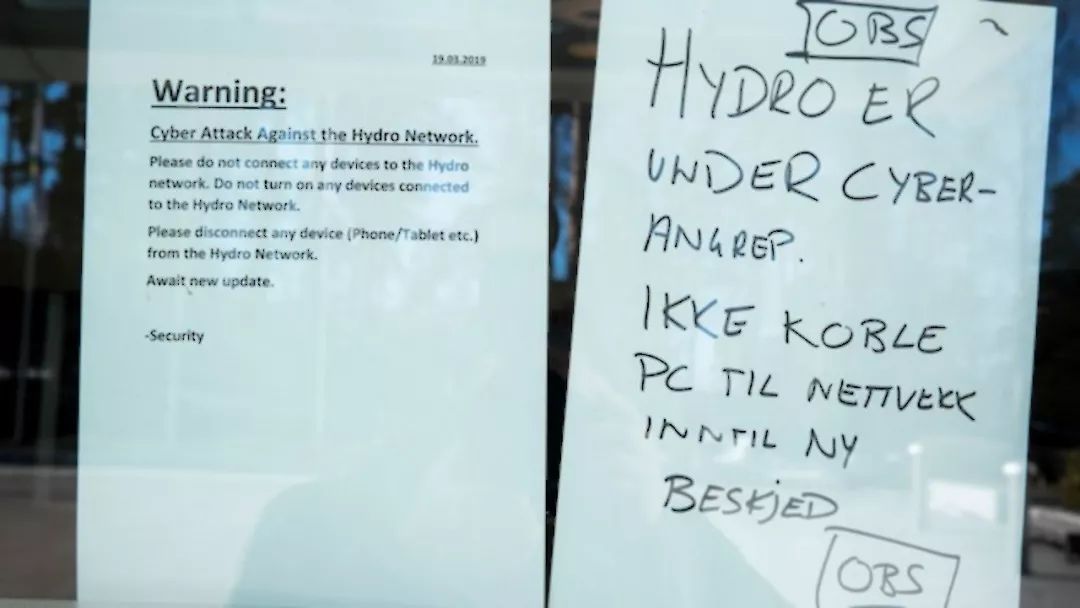 19.03.2019
Warning:
Cyber Attack Against the Hydro Network.
Please do not connect any devices to the Hydro
network. Do not turn on any devices connected
to the Hydro Network.
Please disconnect any device (Phone/Tablet etc.)
from the Hydro Network.
Await new update.
-Security
OBS
HYDRO ER
UNDER CYBER-
ANGREP.
IKKE KOBLE
PC TIL NETTVERK
INNTIL NY
BESKJED
OBS